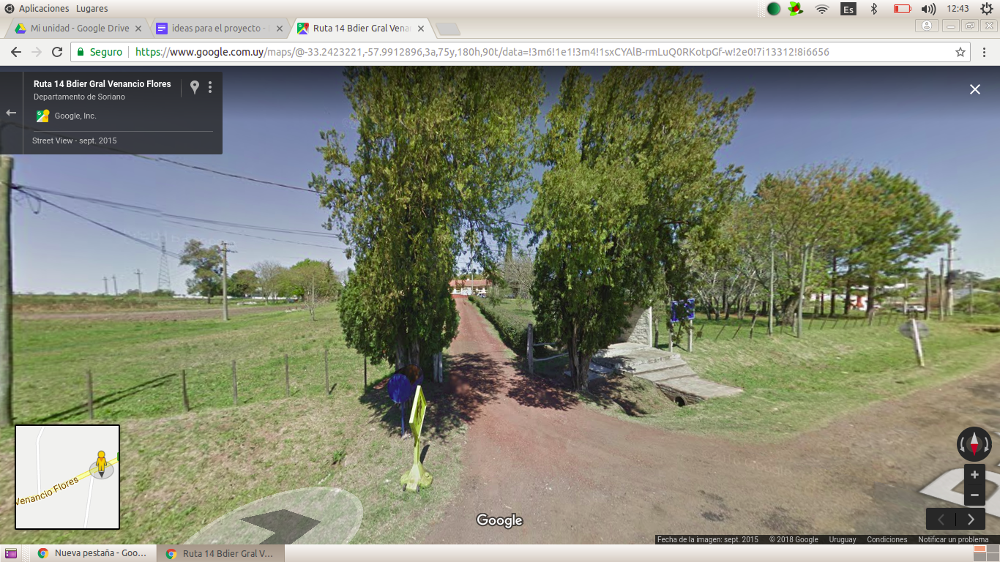 Aplicaciones Lugares
Es
12:43
Mi unidad - Google Drive
ideas para el proyecto -
Ruta 14 Bdier Gral Venan
Seguro
https://www.google.com.uy/maps/@-33.2423221,-57.9912896,3a,75y,180h,90t/data=!3m6!1e1!3m4!1sxCYAlB-rmLuQ0RKotpGf-w!2e0!7i13312!8i6656
Ruta 14 Bdier Gral Venancio Flores
Departamento de Soriano
Google, Inc.
Street View - sept. 2015
Venancio Flores
Google
Fecha de la imagen: sept. 2015 © 2018 Google Uruguay Condiciones Notificar un problema
Nueva pestaña - Goo...
Ruta 14 Bdier Gral V...